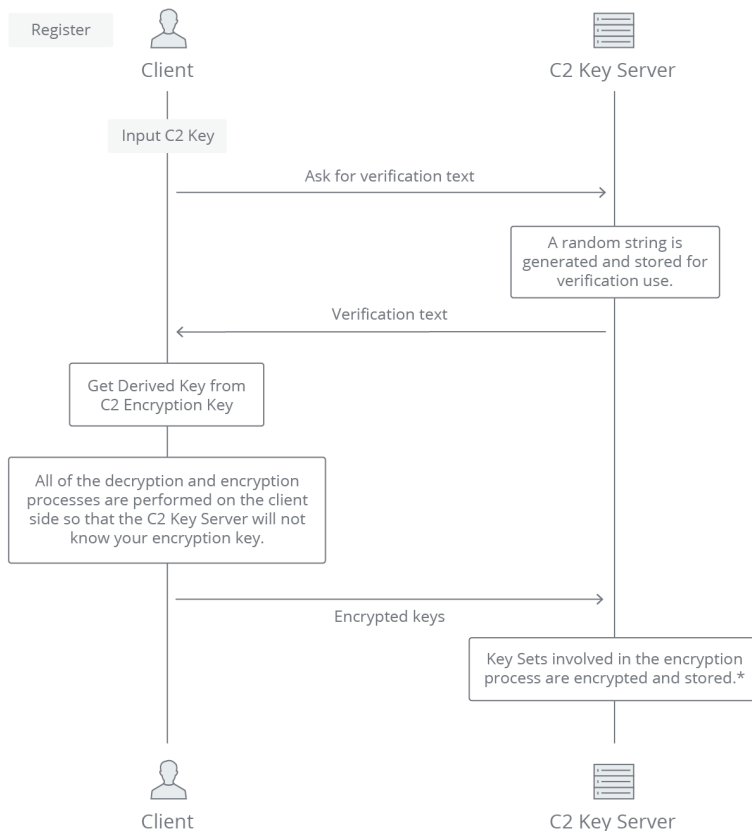 Register
Client
C2 Key Server
Input C2 Key
Ask for verification text
A random string is
generated and stored for
verification use.
Verification text
Get Derived Key from
C2 Encryption Key
All of the decryption and encryption
processes are performed on the client
side so that the C2 Key Server will not
know your encryption key.
Encrypted keys
Key Sets involved in the encryption
process are encrypted and stored.*
Client
C2 Key Server